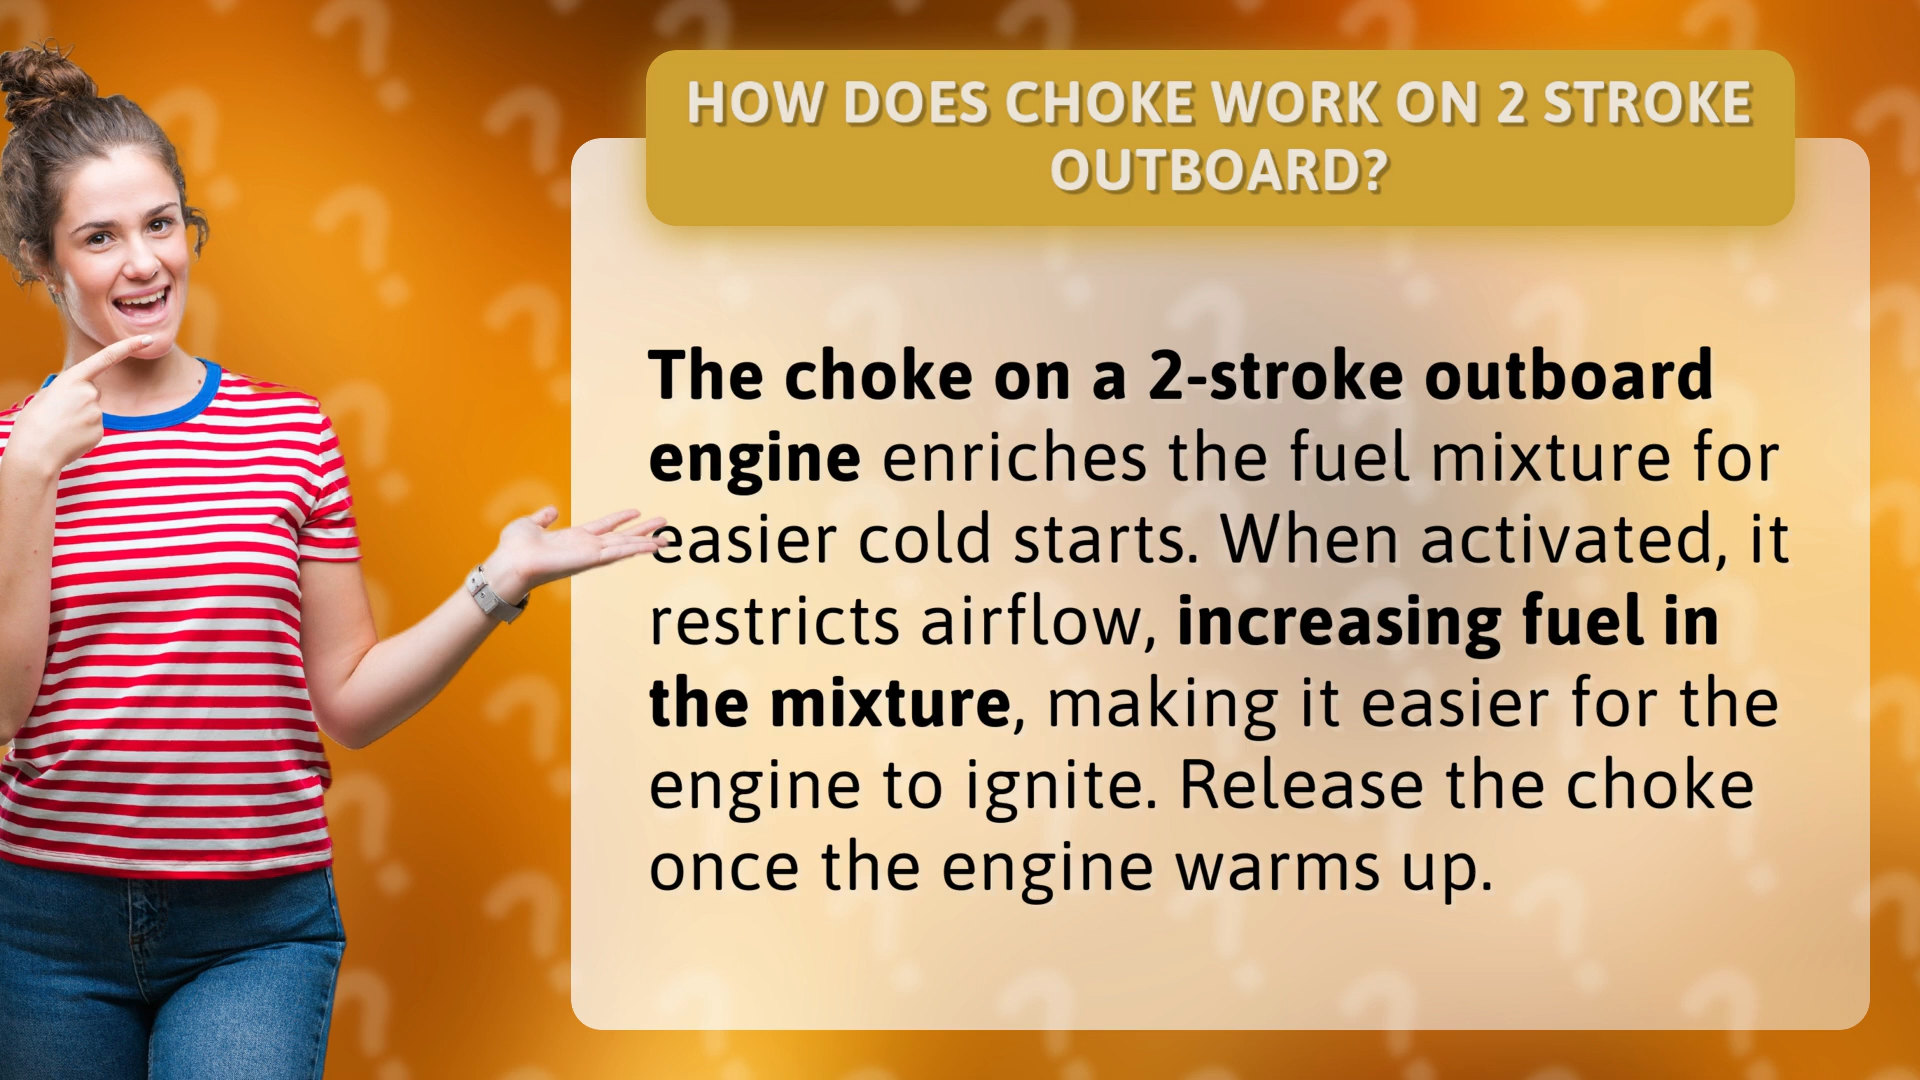 HOW DOES CHOKE WORK ON 2 STROKE
OUTBOARD?
The choke on a 2-stroke outboard
engine enriches the fuel mixture for
easier cold starts. When activated, it
restricts airflow, increasing fuel in
the mixture, making it easier for the
engine to ignite. Release the choke
once the engine warms up.